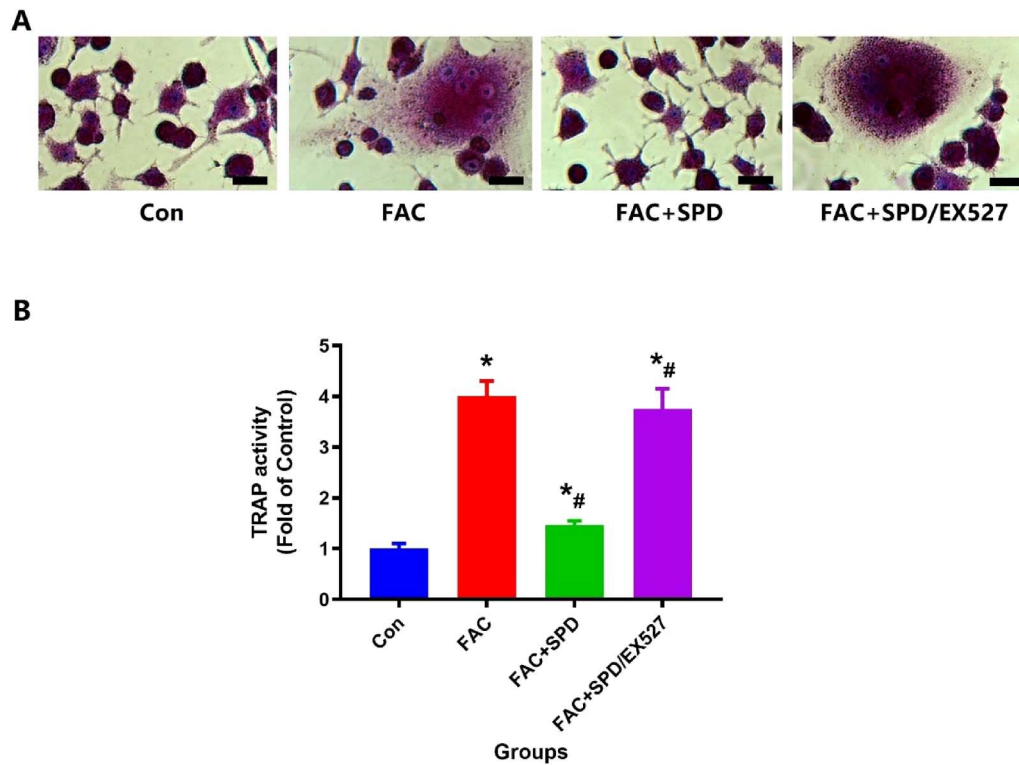 A
Con FAC FAC+SPD FAC+SPD/EX527
B
TRAP activity
(Fold of Control)
5
4
3
2
1
0
*
*#
*#
Con
FAC
FAC+SPD
FAC+SPD/EX527
Groups